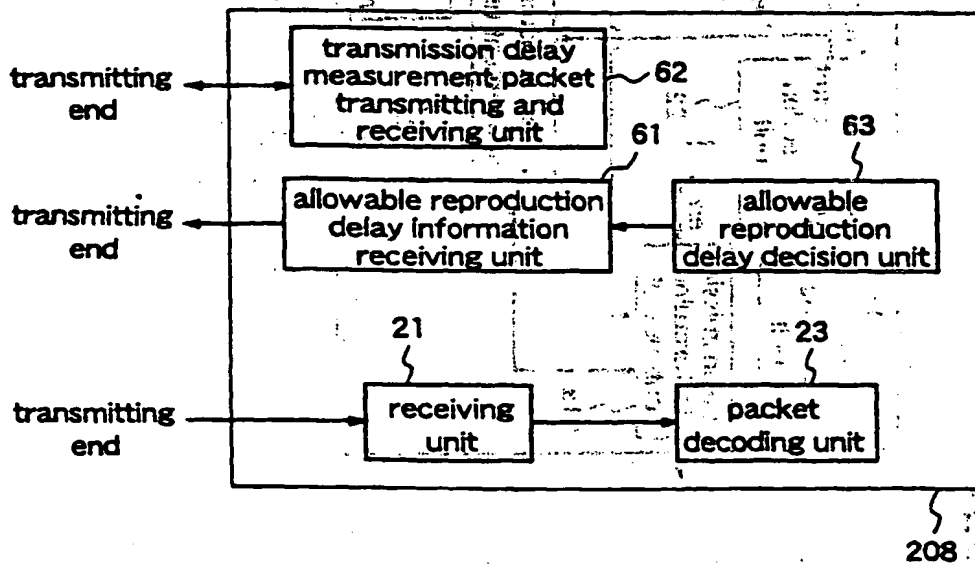 transmitting
end
transmission delay
measurement packet
transmitting and
receiving unit
62
61
63
transmitting
end
allowable reproduction
delay information
receiving unit
allowable
reproduction
delay decision unit
21
23
transmitting
end
receiving
unit
packet
decoding unit
208